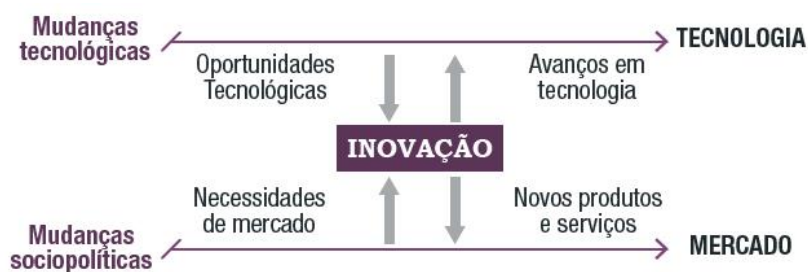 Mudanças
tecnológicas
TECNOLOGIA
Oportunidades
Tecnológicas
Avanços em
tecnologia
INOVAÇÃO
Necessidades
de mercado
Novos produtos
e serviços
Mudanças
sociopolíticas
MERCADO